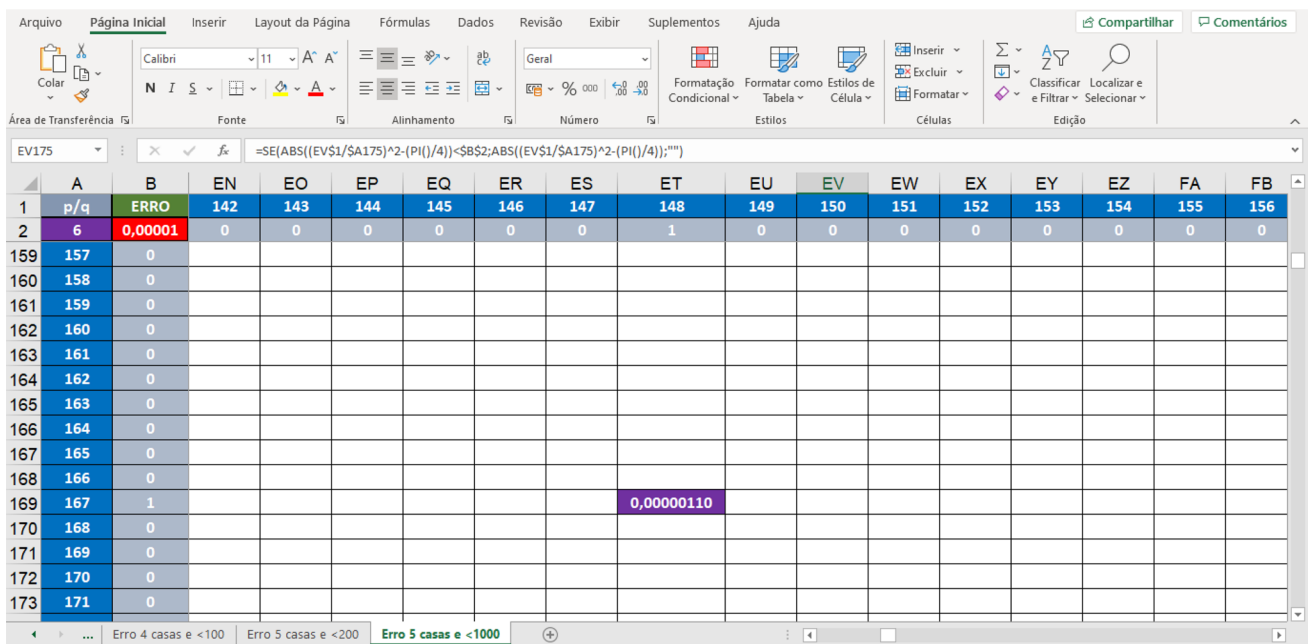 Arquivo Página Inicial Inserir Layout da Página Fórmulas Dados Revisão Exibir Suplementos Ajuda Compartilhar Comentários
Colar
Calibri 11 A^ A˅
N I S A
ab
Geral
% 000 ,00 ,0
Formatação Condicional
Formatar como Tabela
Estilos de Célula
Inserir
Excluir
Formatar
Classificar e Filtrar
Localizar e Selecionar
Área de Transferência Fonte Alinhamento Número Estilos Células Edição
EV175 fx =SE(ABS((EV$1/$A175)^2-(PI()/4))<$B$2;ABS((EV$1/$A175)^2-(PI()/4));"")
A B EN EO EP EQ ER ES ET EU EV EW EX EY EZ FA FB
1 p/q ERRO 142 143 144 145 146 147 148 149 150 151 152 153 154 155 156
2 6 0,00001 0 0 0 0 0 0 1 0 0 0 0 0 0 0 0
159 157 0
160 158 0
161 159 0
162 160 0
163 161 0
164 162 0
165 163 0
166 164 0
167 165 0
168 166 0
169 167 1 0,00000110
170 168 0
171 169 0
172 170 0
173 171 0
... Erro 4 casas e <100 Erro 5 casas e <200 Erro 5 casas e <1000